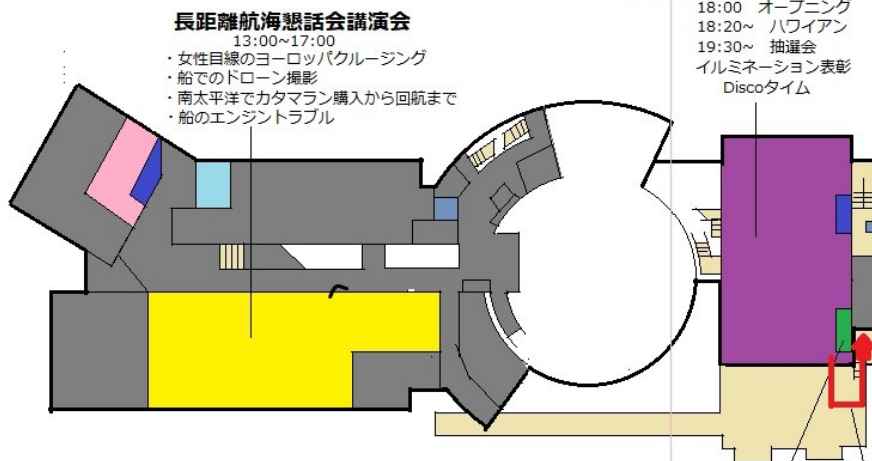 長距離航海懇話会講演会
13:00~17:00
・女性目線のヨーロッパクルージング
・船でのドローン撮影
・南太平洋でカタマラン購入から回航まで
・船のエンジントラブル
18:00 オープニング
18:20~ ハワイアン
19:30~ 抽選会
イルミネーション表彰
Discoタイム